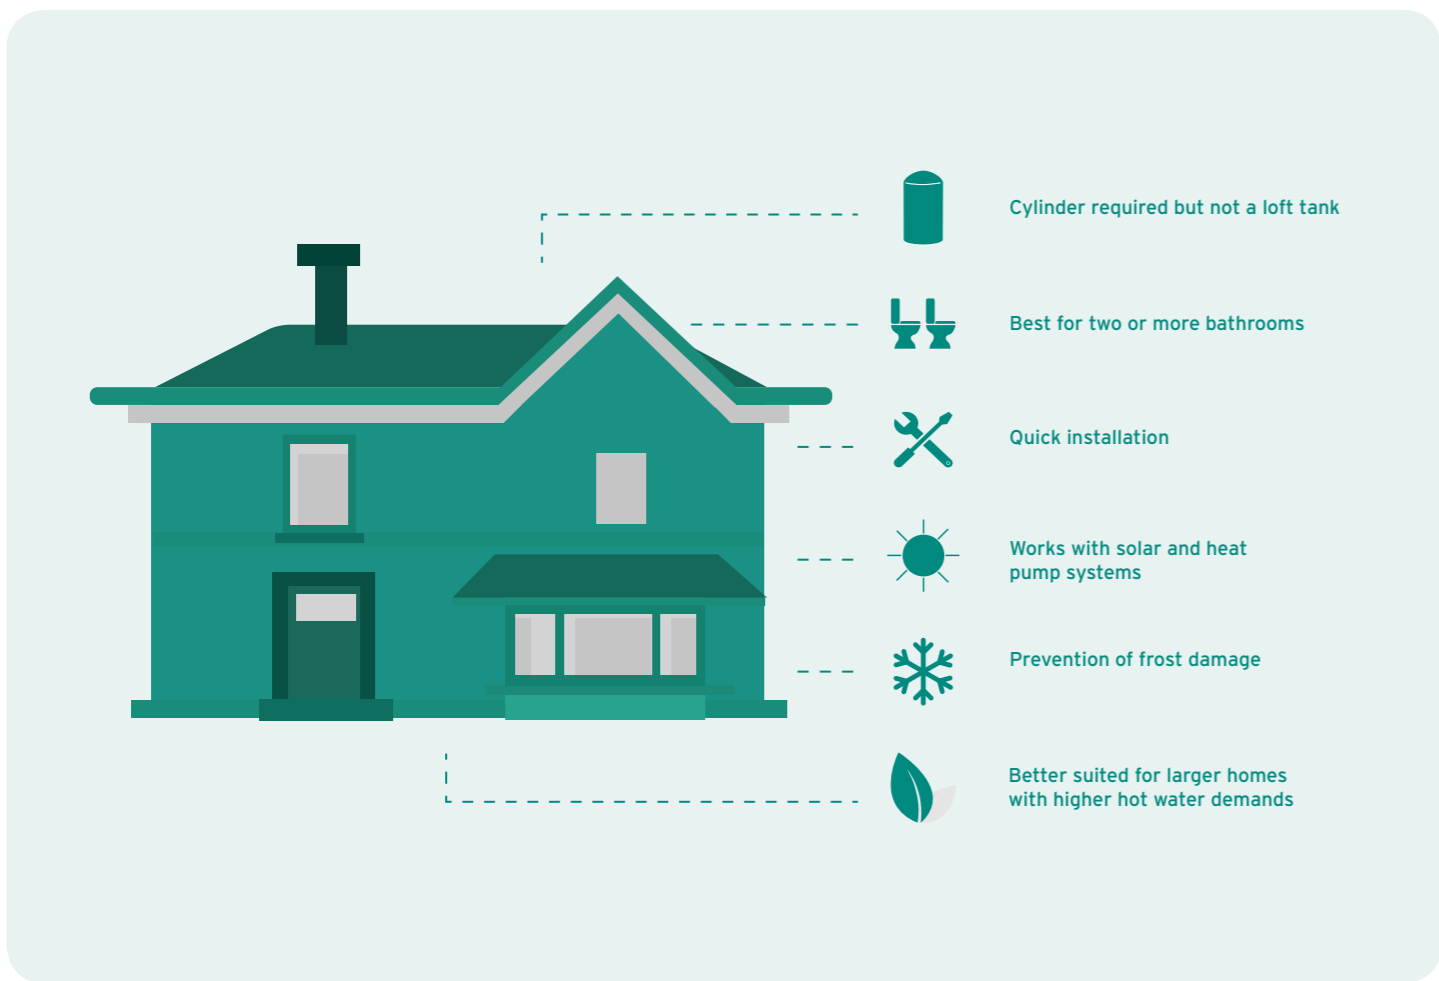 Cylinder required but not a loft tank
Best for two or more bathrooms
Quick installation
Works with solar and heat
pump systems
Prevention of frost damage
Better suited for larger homes
with higher hot water demands